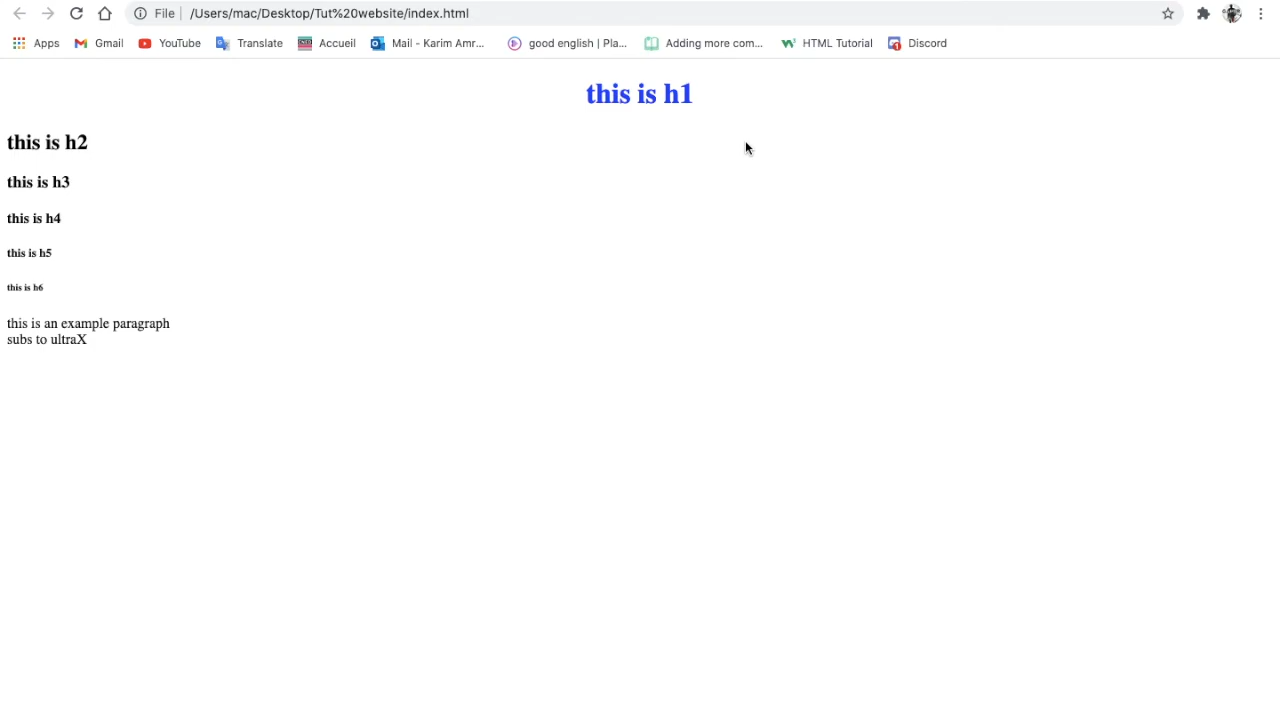 File /Users/mac/Desktop/Tut%20website/index.html
Apps Gmail YouTube Translate Accueil Mail - Karim Amr... good english | Pla... Adding more com... HTML Tutorial Discord
this is h1
this is h2
this is h3
this is h4
this is h5
this is h6
this is an example paragraph
subs to ultraX